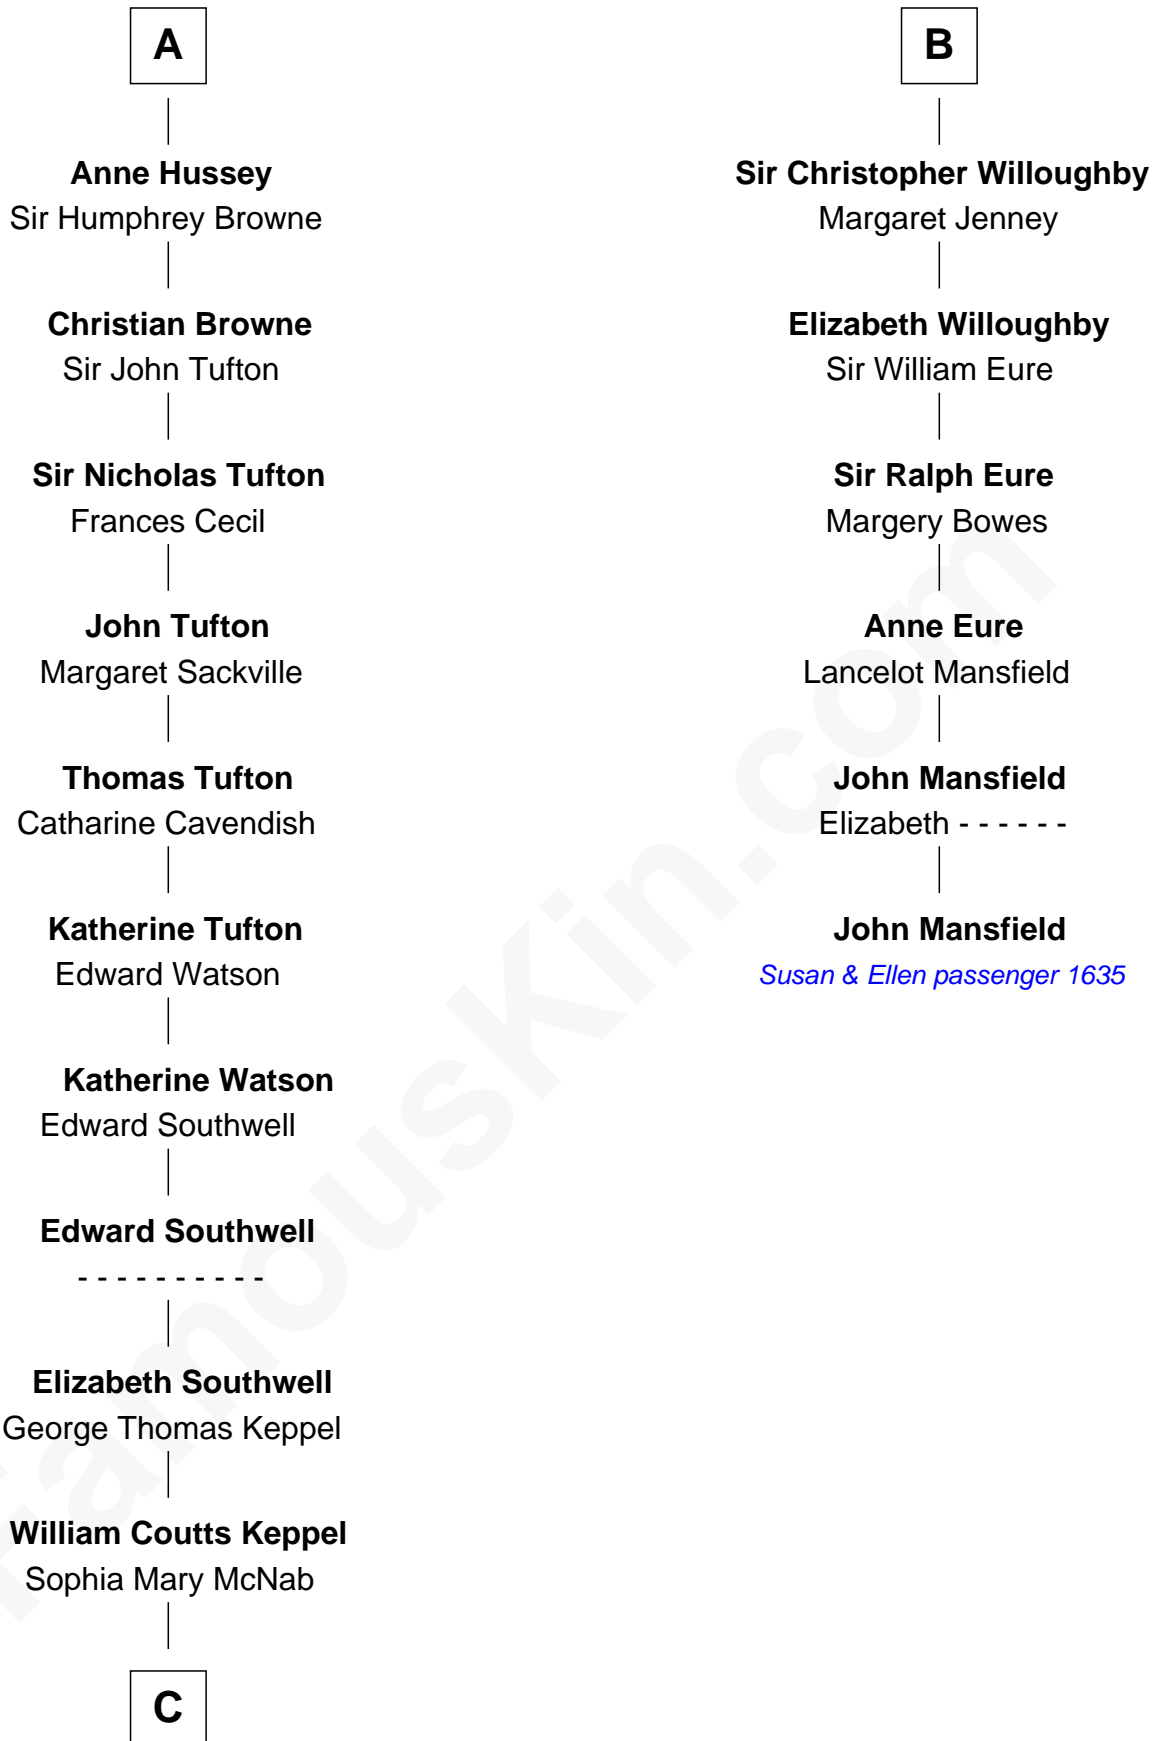 A
Anne Hussey
Sir Humphrey Browne
Christian Browne
Sir John Tufton
Sir Nicholas Tufton
Frances Cecil
John Tufton
Margaret Sackville
Thomas Tufton
Catharine Cavendish
Katherine Tufton
Edward Watson
Katherine Watson
Edward Southwell
Edward Southwell
- - - - - - - - - -
Elizabeth Southwell
George Thomas Keppel
William Coutts Keppel
Sophia Mary McNab
C
B
Sir Christopher Willoughby
Margaret Jenney
Elizabeth Willoughby
Sir William Eure
Sir Ralph Eure
Margery Bowes
Anne Eure
Lancelot Mansfield
John Mansfield
Elizabeth - - - - - -
John Mansfield
Susan & Ellen passenger 1635
FamousKin.com